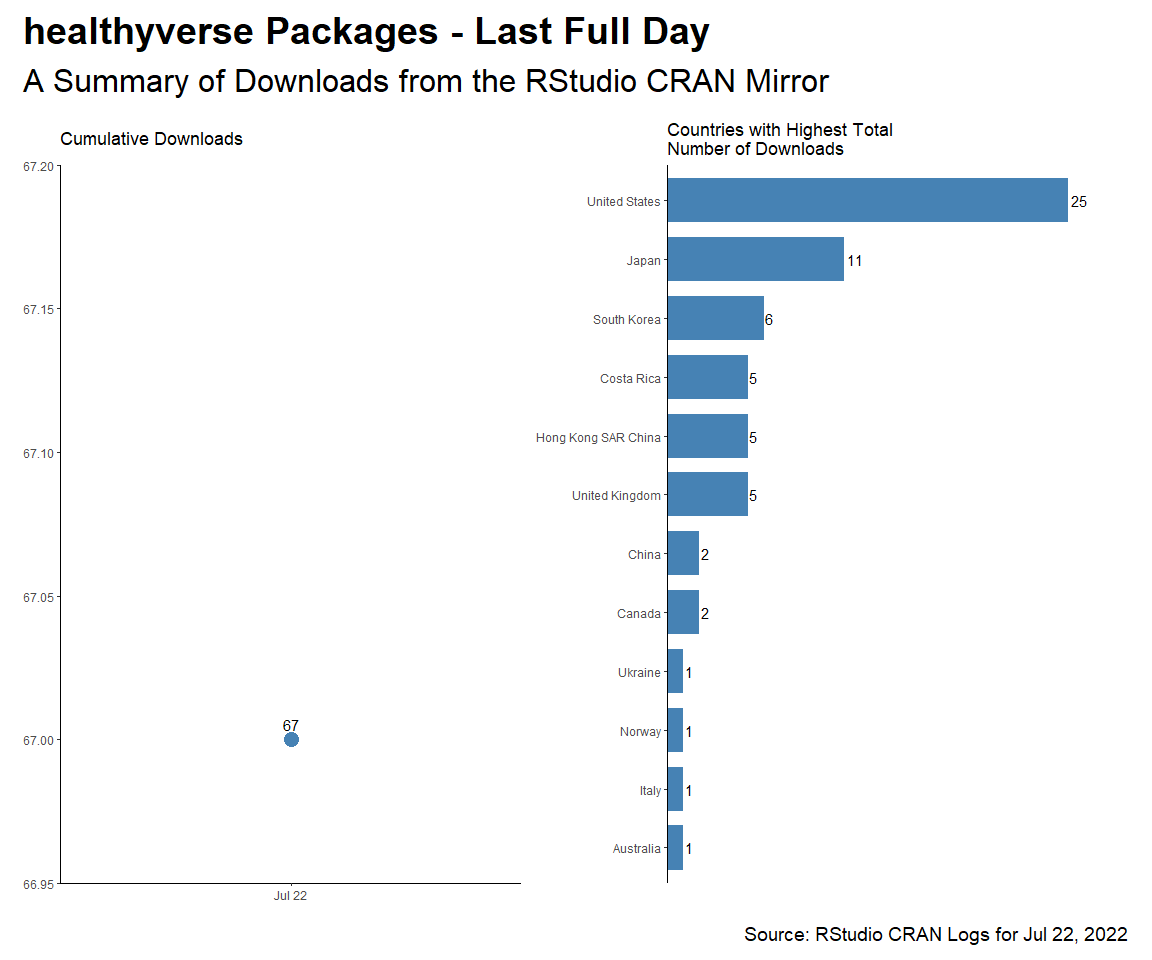 healthyverse Packages - Last Full Day
A Summary of Downloads from the RStudio CRAN Mirror
Cumulative Downloads
67.20
67.15
67.10
67.05
67.00
66.95
67
Jul 22
Countries with Highest Total
Number of Downloads
United States 25
Japan 11
South Korea 6
Costa Rica 5
Hong Kong SAR China 5
United Kingdom 5
China 2
Canada 2
Ukraine 1
Norway 1
Italy 1
Australia 1
Source: RStudio CRAN Logs for Jul 22, 2022